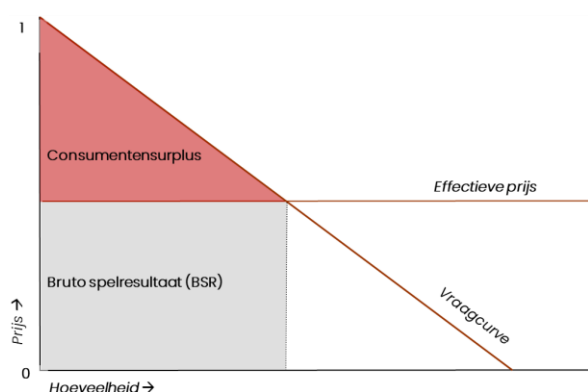 1
Consumentensurplus
Effectieve prijs
Bruto spelresultaat (BSR)
Vraagcurve
Prijs →
0
Hoeveelheid →